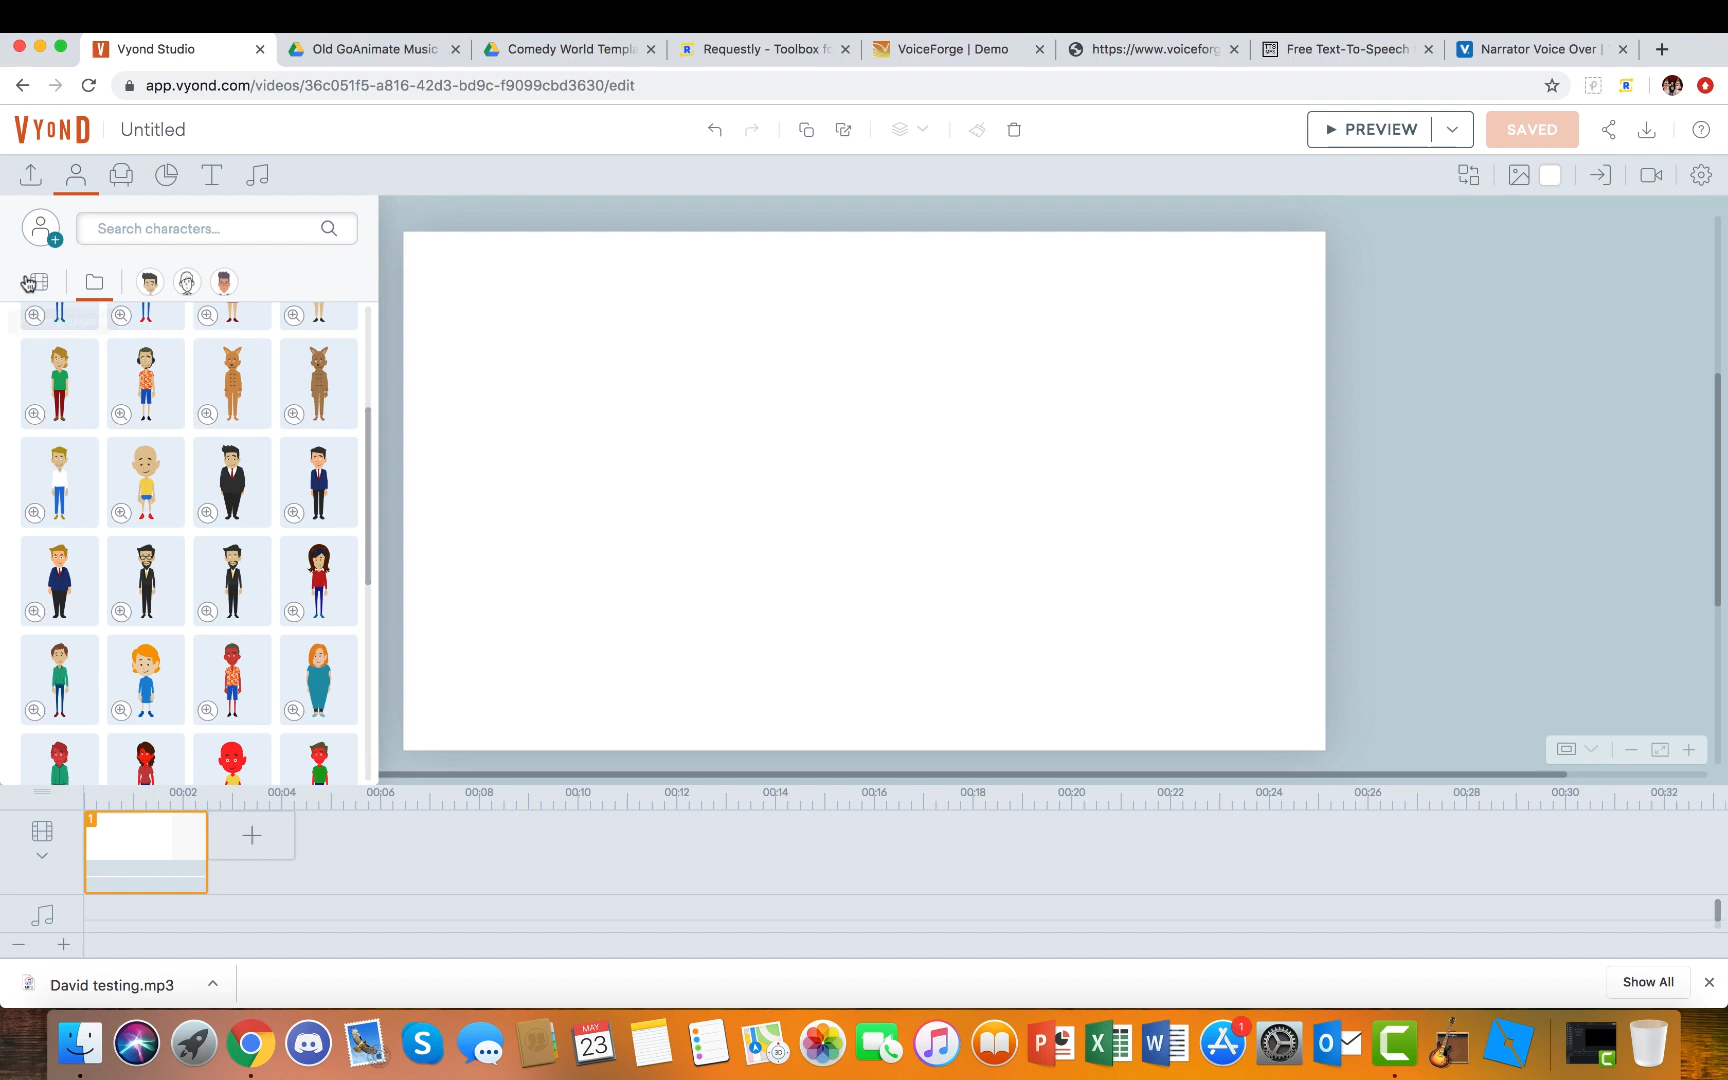 Vyond Studio
Old GoAnimate Music
Comedy World Templa
Requestly - Toolbox fo
VoiceForge | Demo
https://www.voiceforg
Free Text-To-Speech
Narrator Voice Over |
app.vyond.com/videos/36c051f5-a816-42d3-bd9c-f9099cbd3630/edit
VYOND
Untitled
PREVIEW
SAVED
Search characters...
00:02
00:04
00:06
00:08
00:10
00:12
00:14
00:16
00:18
00:20
00:22
00:24
00:26
00:28
00:30
00:32
1
David testing.mp3
Show All
MAY
23
1